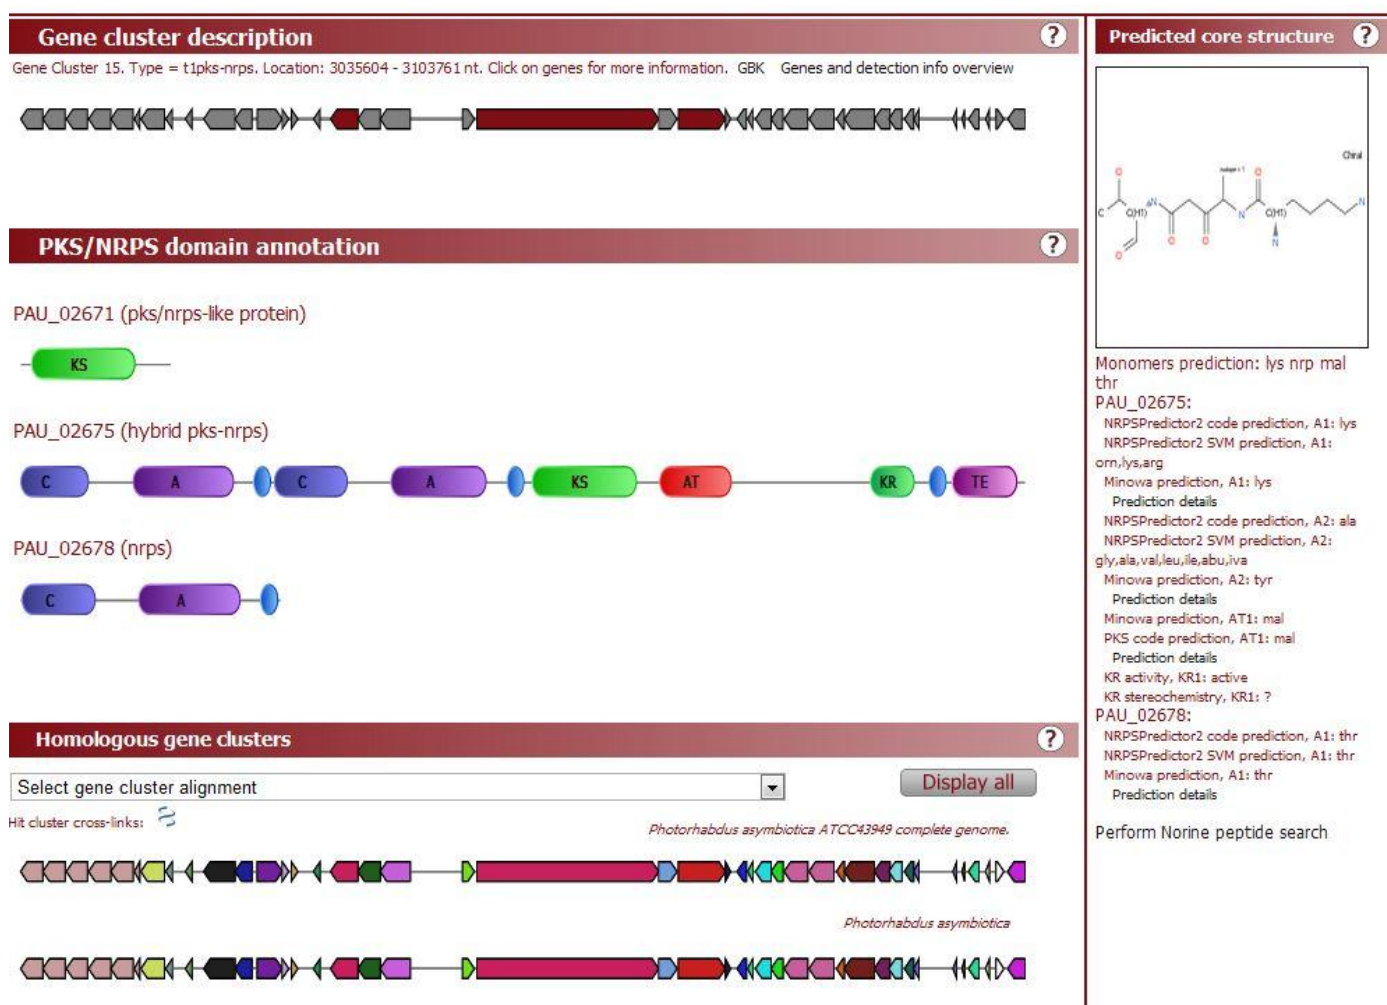 Gene cluster description
?
Gene Cluster 15. Type = t1pks-nrps. Location: 3035604 - 3103761 nt. Click on genes for more information. GBK Genes and detection info overview
PKS/NRPS domain annotation
?
PAU_02671 (pks/nrps-like protein)
KS
PAU_02675 (hybrid pks-nrps)
C A C A KS AT KR TE
PAU_02678 (nrps)
C A
Homologous gene clusters
?
Select gene cluster alignment
Display all
Hit cluster cross-links:
Photorhabdus asymbiotica ATCC43949 complete genome.
Photorhabdus asymbiotica
Predicted core structure
?
Chiral
O O
C C(H1) N N C(H1) N
O O O N
Monomers prediction: lys nrp mal
thr
PAU_02675:
NRPSPredictor2 code prediction, A1: lys
NRPSPredictor2 SVM prediction, A1:
orn,lys,arg
Minowa prediction, A1: lys
Prediction details
NRPSPredictor2 code prediction, A2: ala
NRPSPredictor2 SVM prediction, A2:
gly,ala,val,leu,ile,abu,iva
Minowa prediction, A2: tyr
Prediction details
Minowa prediction, AT1: mal
PKS code prediction, AT1: mal
Prediction details
KR activity, KR1: active
KR stereochemistry, KR1: ?
PAU_02678:
NRPSPredictor2 code prediction, A1: thr
NRPSPredictor2 SVM prediction, A1: thr
Minowa prediction, A1: thr
Prediction details
Perform Norine peptide search